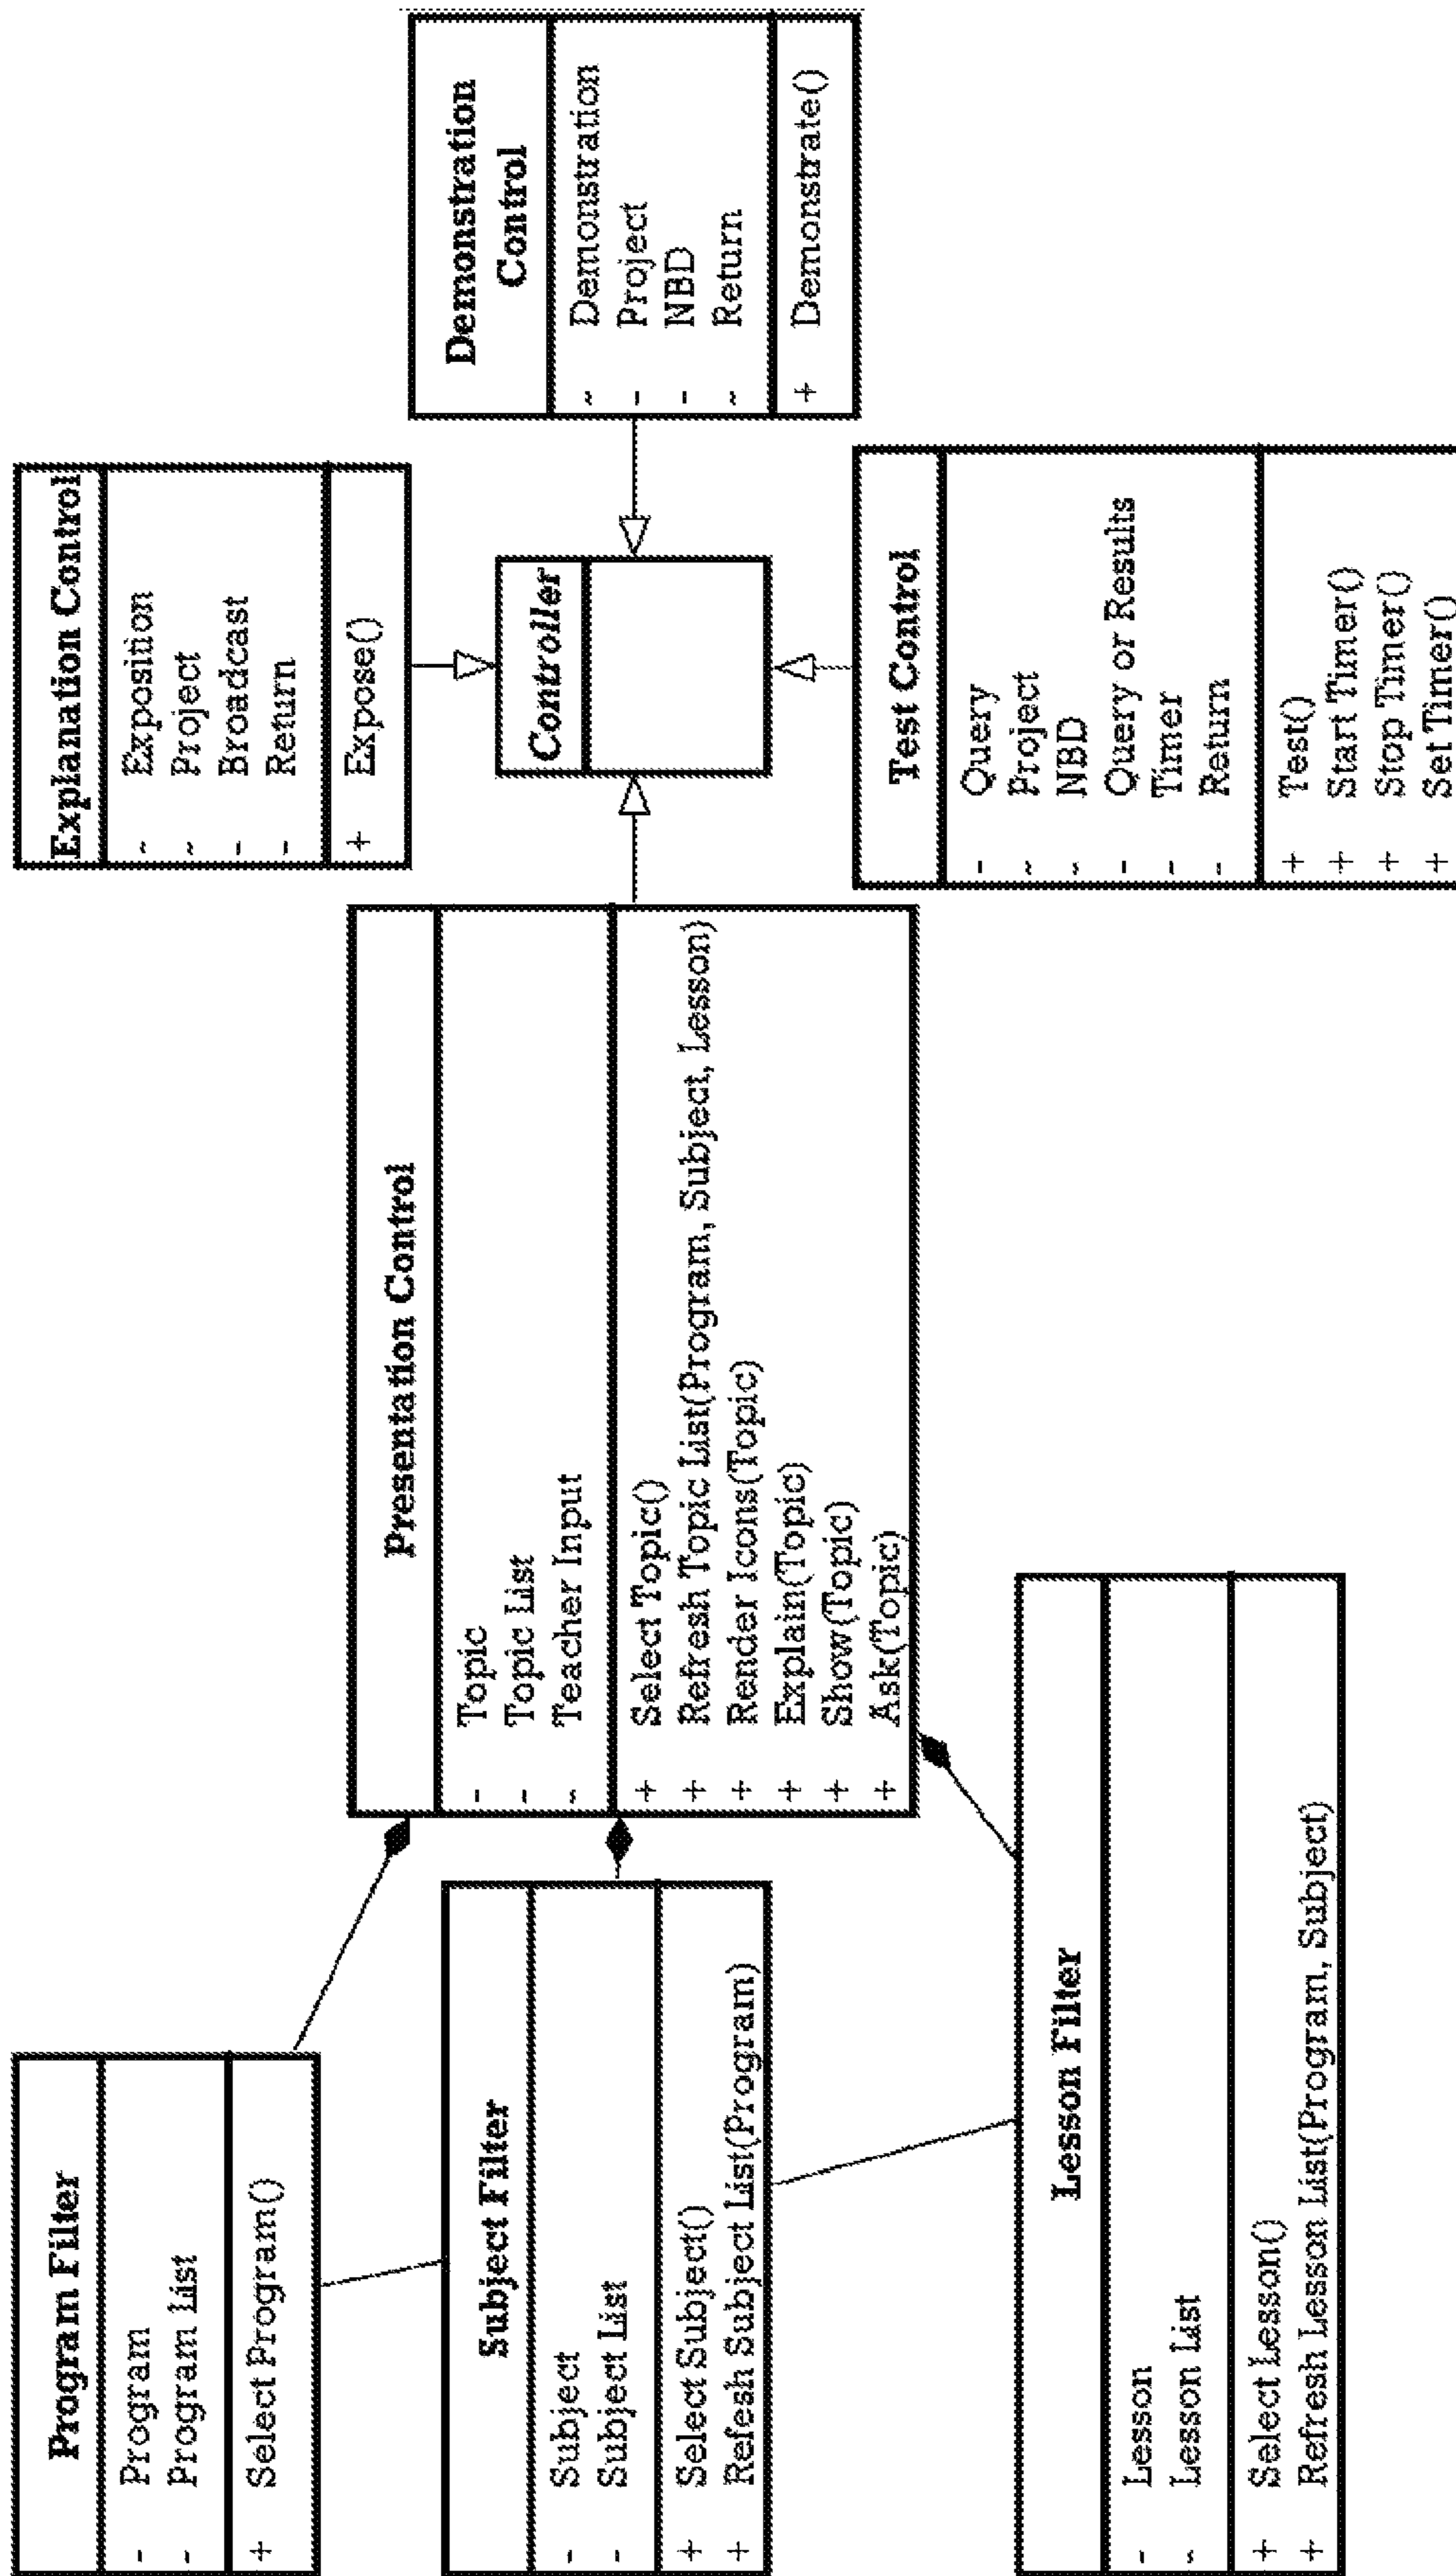 Program Filter
- Program
- Program List
+ Select Program()
Subject Filter
- Subject
- Subject List
+ Select Subject()
+ Refesh Subject List(Program)
Lesson Filter
- Lesson
- Lesson List
+ Select Lesson()
+ Refresh Lesson List(Program, Subject)
Presentation Control
- Topic
- Topic List
- Teacher Input
+ Select Topic()
+ Refresh Topic List(Program, Subject, Lesson)
+ Render Icons(Topic)
+ Explain(Topic)
+ Show(Topic)
+ Ask(Topic)
Explanation Control
- Exposition
- Project
- Broadcast
- Return
+ Expose()
Controller
Test Control
- Query
- Project
- NBD
- Query or Results
- Timer
- Return
+ Test()
+ Start Timer()
+ Stop Timer()
+ Set Timer()
Demonstration
Control
- Demonstration
- Project
- NBD
- Return
+ Demonstrate()